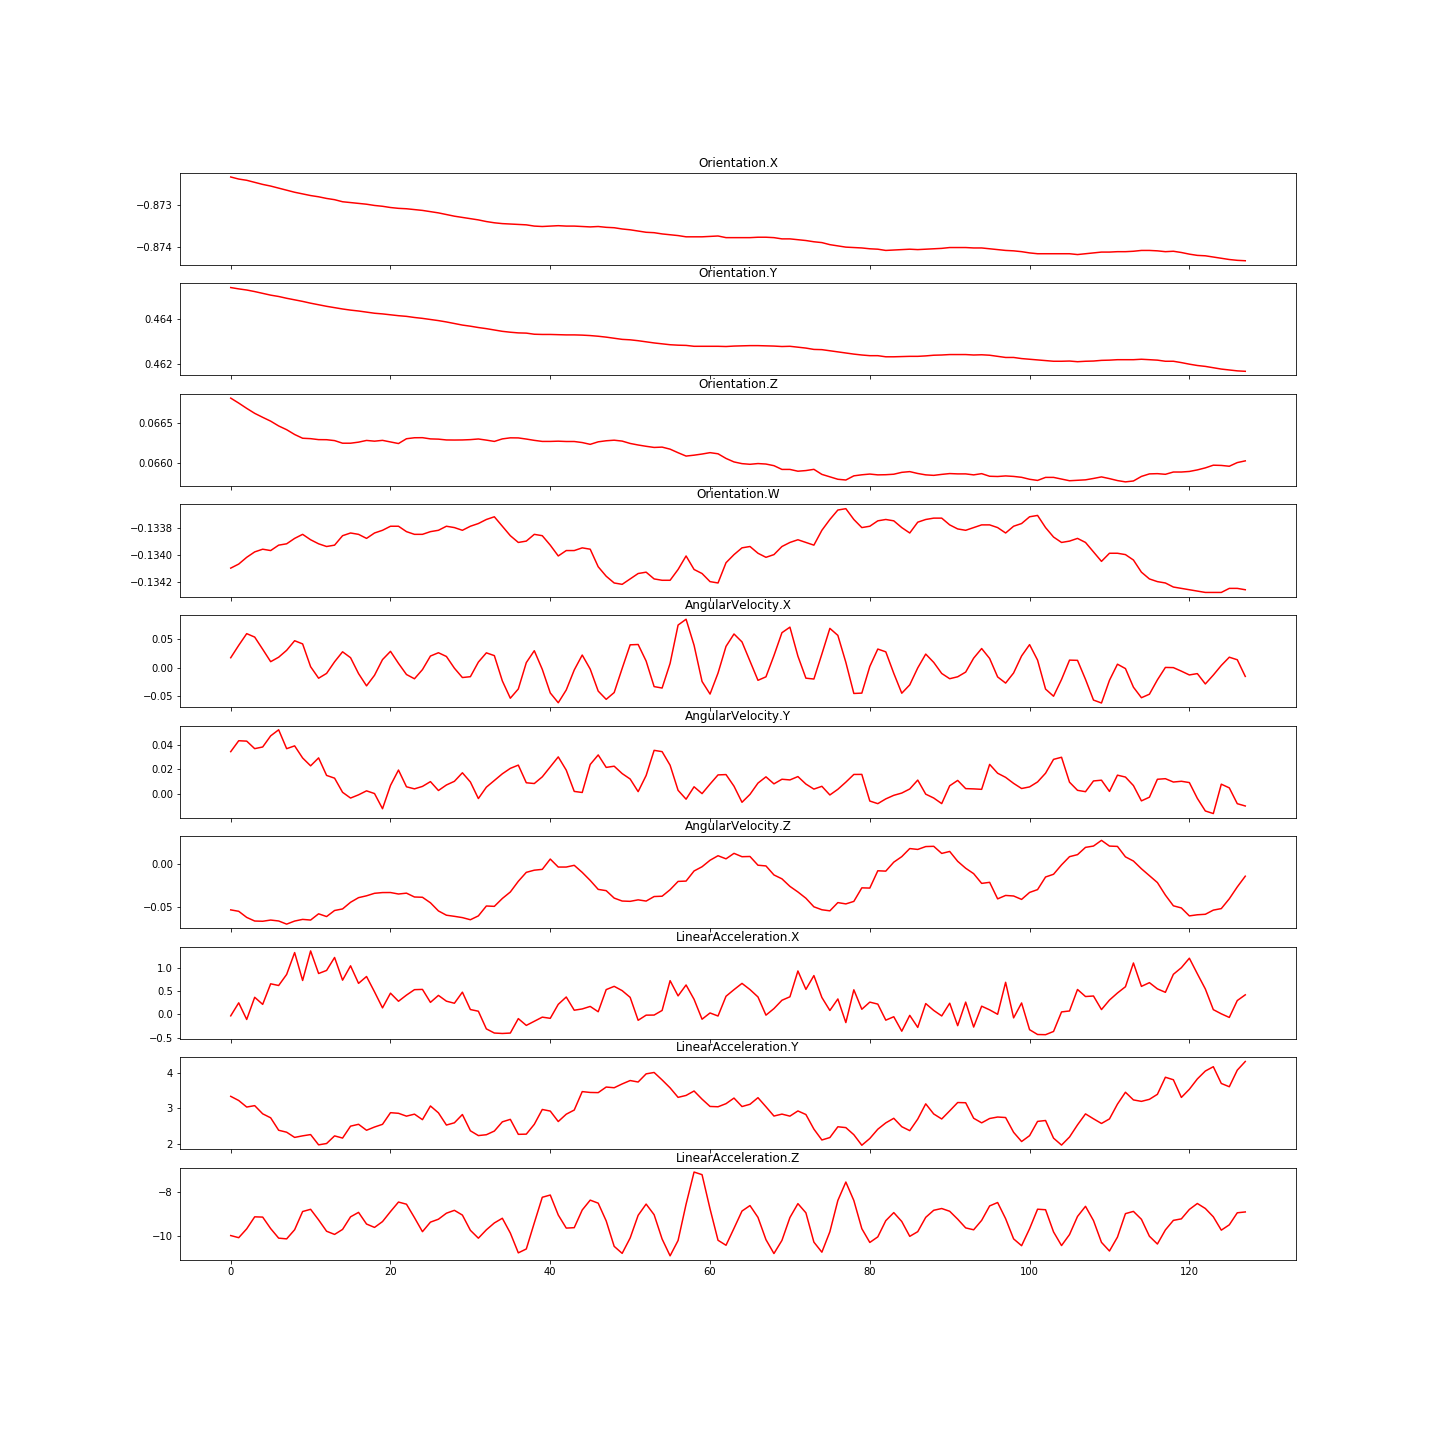 Orientation.X
−0.873
−0.874
Orientation.Y
0.464
0.462
Orientation.Z
0.0665
0.0660
Orientation.W
−0.1338
−0.1340
−0.1342
AngularVelocity.X
0.05
0.00
−0.05
AngularVelocity.Y
0.04
0.02
0.00
AngularVelocity.Z
0.00
−0.05
LinearAcceleration.X
1.0
0.5
0.0
−0.5
LinearAcceleration.Y
4
3
2
LinearAcceleration.Z
−8
−10
0 20 40 60 80 100 120